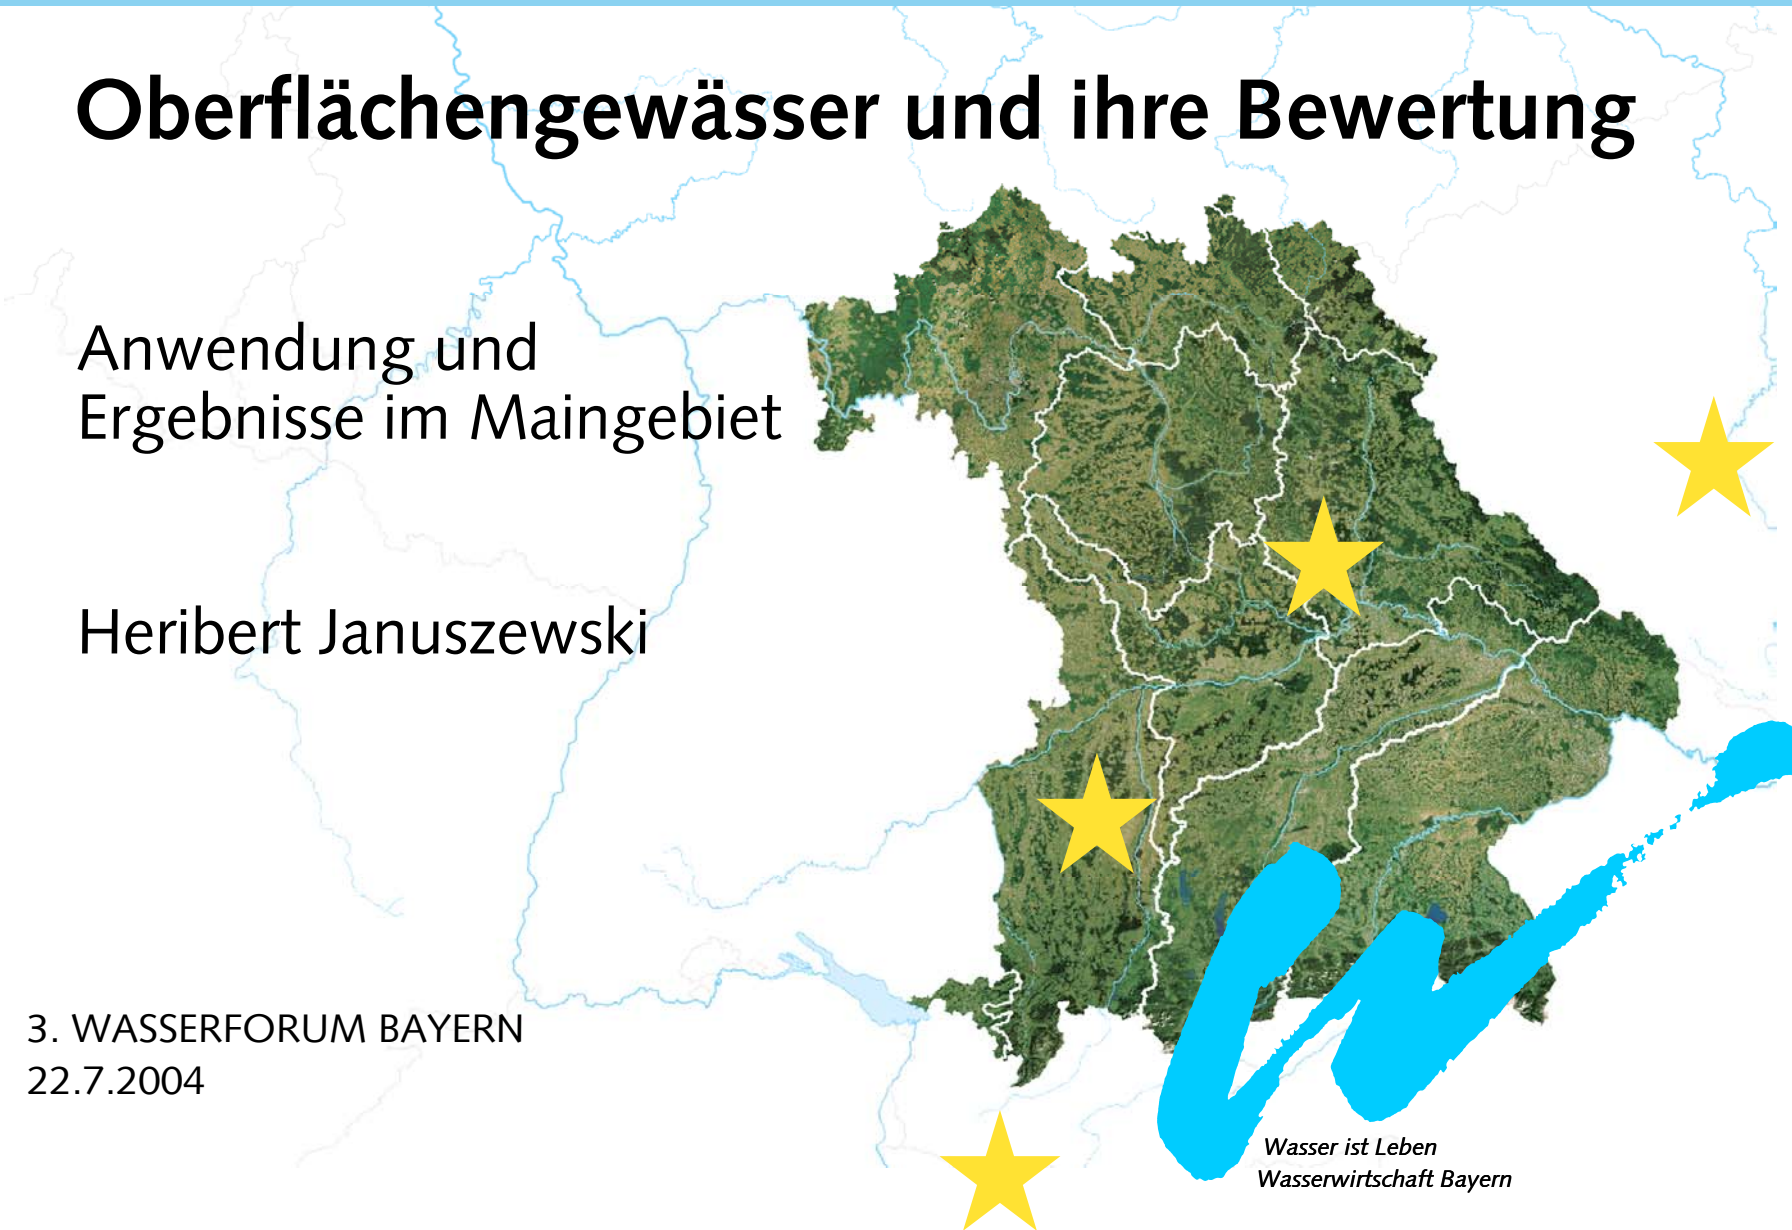 Oberflächengewässer und ihre Bewertung
Anwendung und
Ergebnisse im Maingebiet
Heribert Januszewski
3. WASSERFORUM BAYERN
22.7.2004
Wasser ist Leben
Wasserwirtschaft Bayern